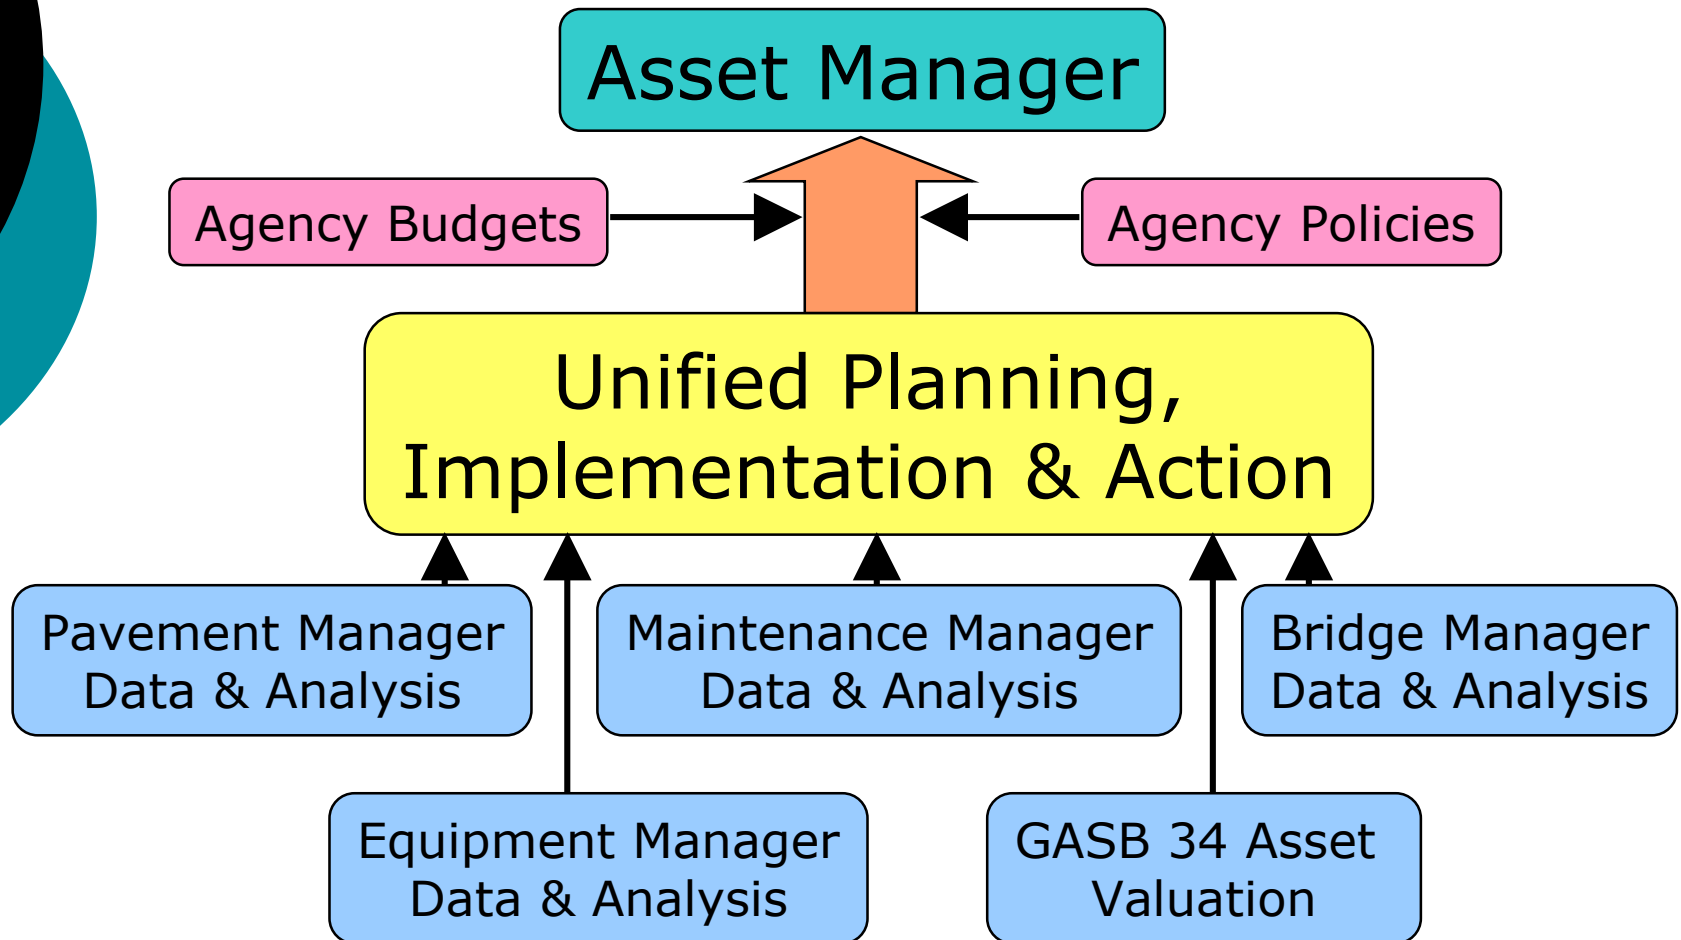 Asset Manager
Agency Budgets
Agency Policies
Unified Planning,
Implementation & Action
Pavement Manager
Data & Analysis
Maintenance Manager
Data & Analysis
Bridge Manager
Data & Analysis
Equipment Manager
Data & Analysis
GASB 34 Asset
Valuation